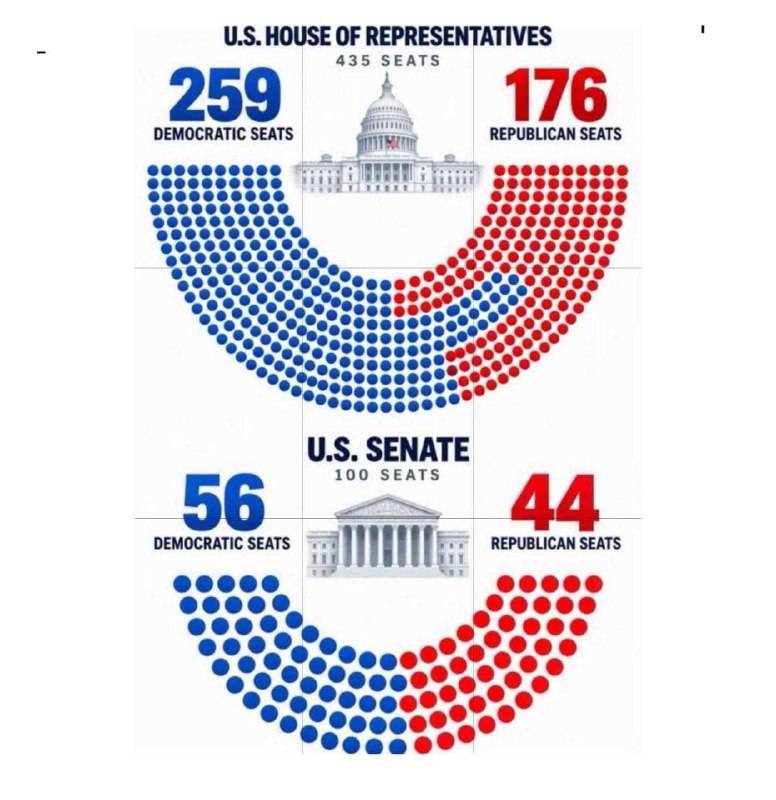 U.S. HOUSE OF REPRESENTATIVES
435 SEATS
259
DEMOCRATIC SEATS
176
REPUBLICAN SEATS
U.S. SENATE
100 SEATS
56
DEMOCRATIC SEATS
44
REPUBLICAN SEATS